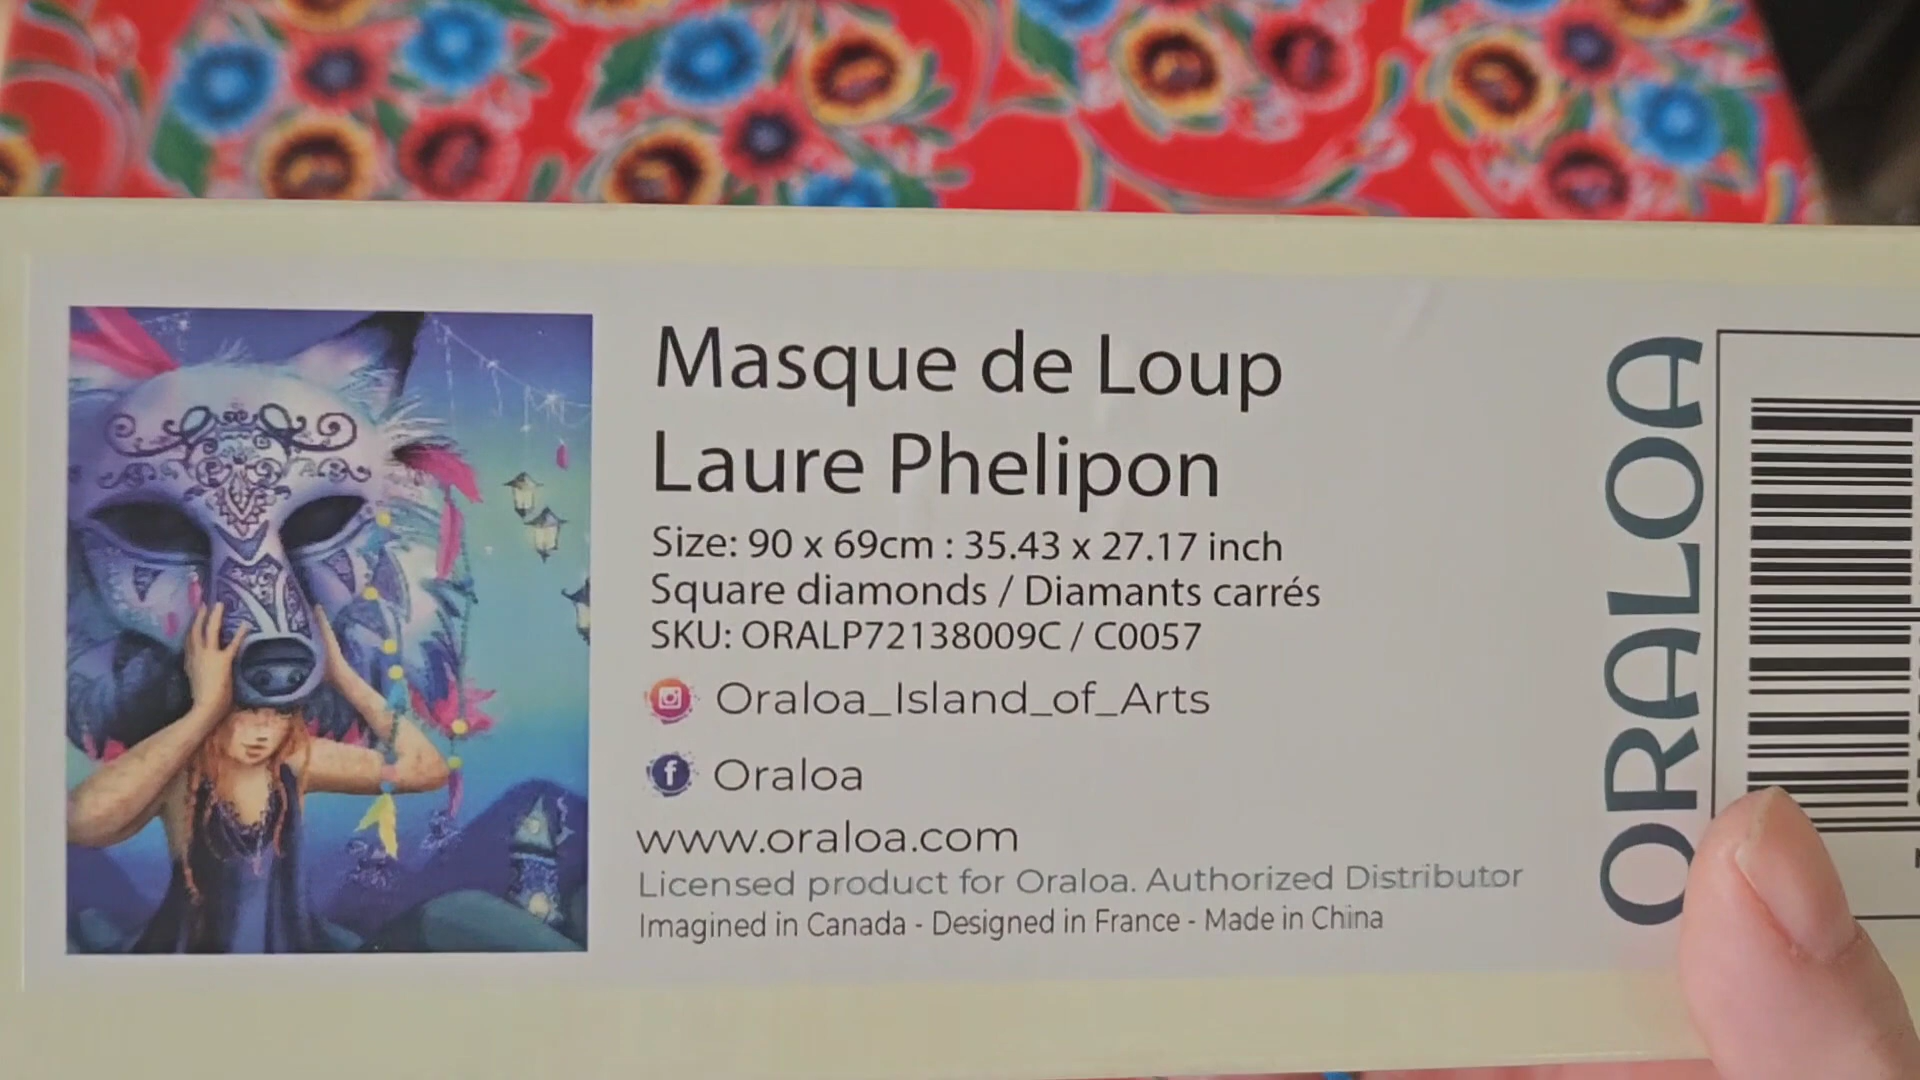 Masque de Loup
Laure Phelipon
Size: 90 x 69cm : 35.43 x 27.17 inch
Square diamonds / Diamants carrés
SKU: ORALP72138009C / C0057
Oraloa_Island_of_Arts
Oraloa
www.oraloa.com
Licensed product for Oraloa. Authorized Distributor
Imagined in Canada - Designed in France - Made in China
ORALOA